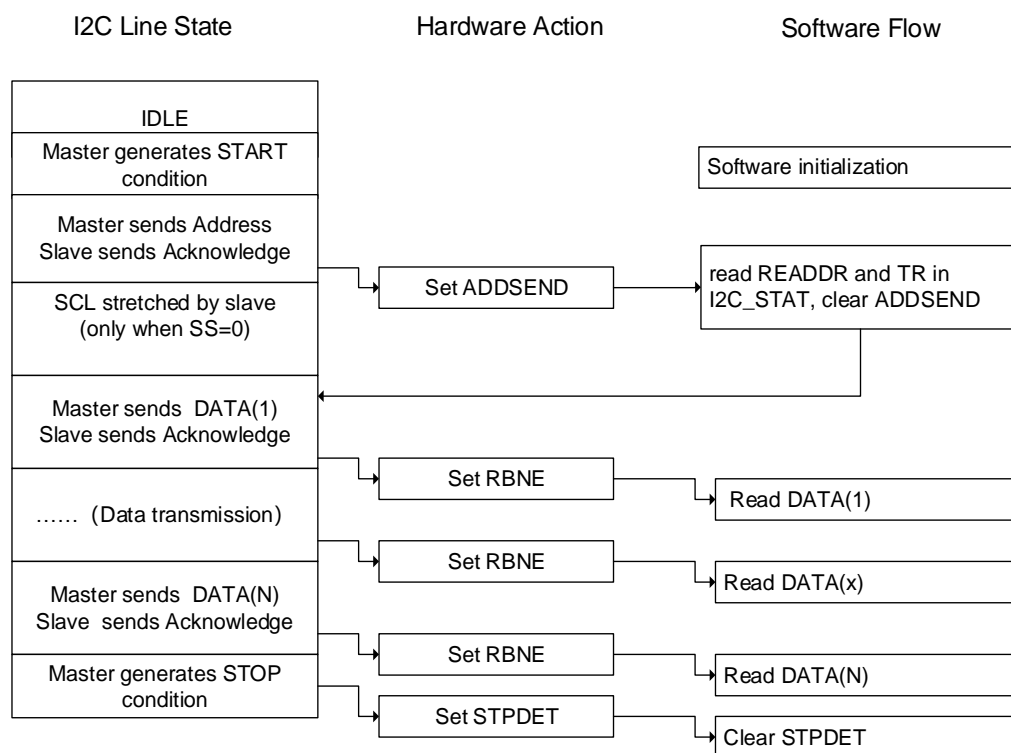 I2C Line State
Hardware Action
Software Flow
IDLE
Master generates START
condition
Software initialization
Master sends Address
Slave sends Acknowledge
Set ADDSEND
read READDR and TR in
I2C_STAT, clear ADDSEND
SCL stretched by slave
(only when SS=0)
Master sends DATA(1)
Slave sends Acknowledge
Set RBNE
Read DATA(1)
...... (Data transmission)
Set RBNE
Read DATA(x)
Master sends DATA(N)
Slave sends Acknowledge
Set RBNE
Read DATA(N)
Master generates STOP
condition
Set STPDET
Clear STPDET